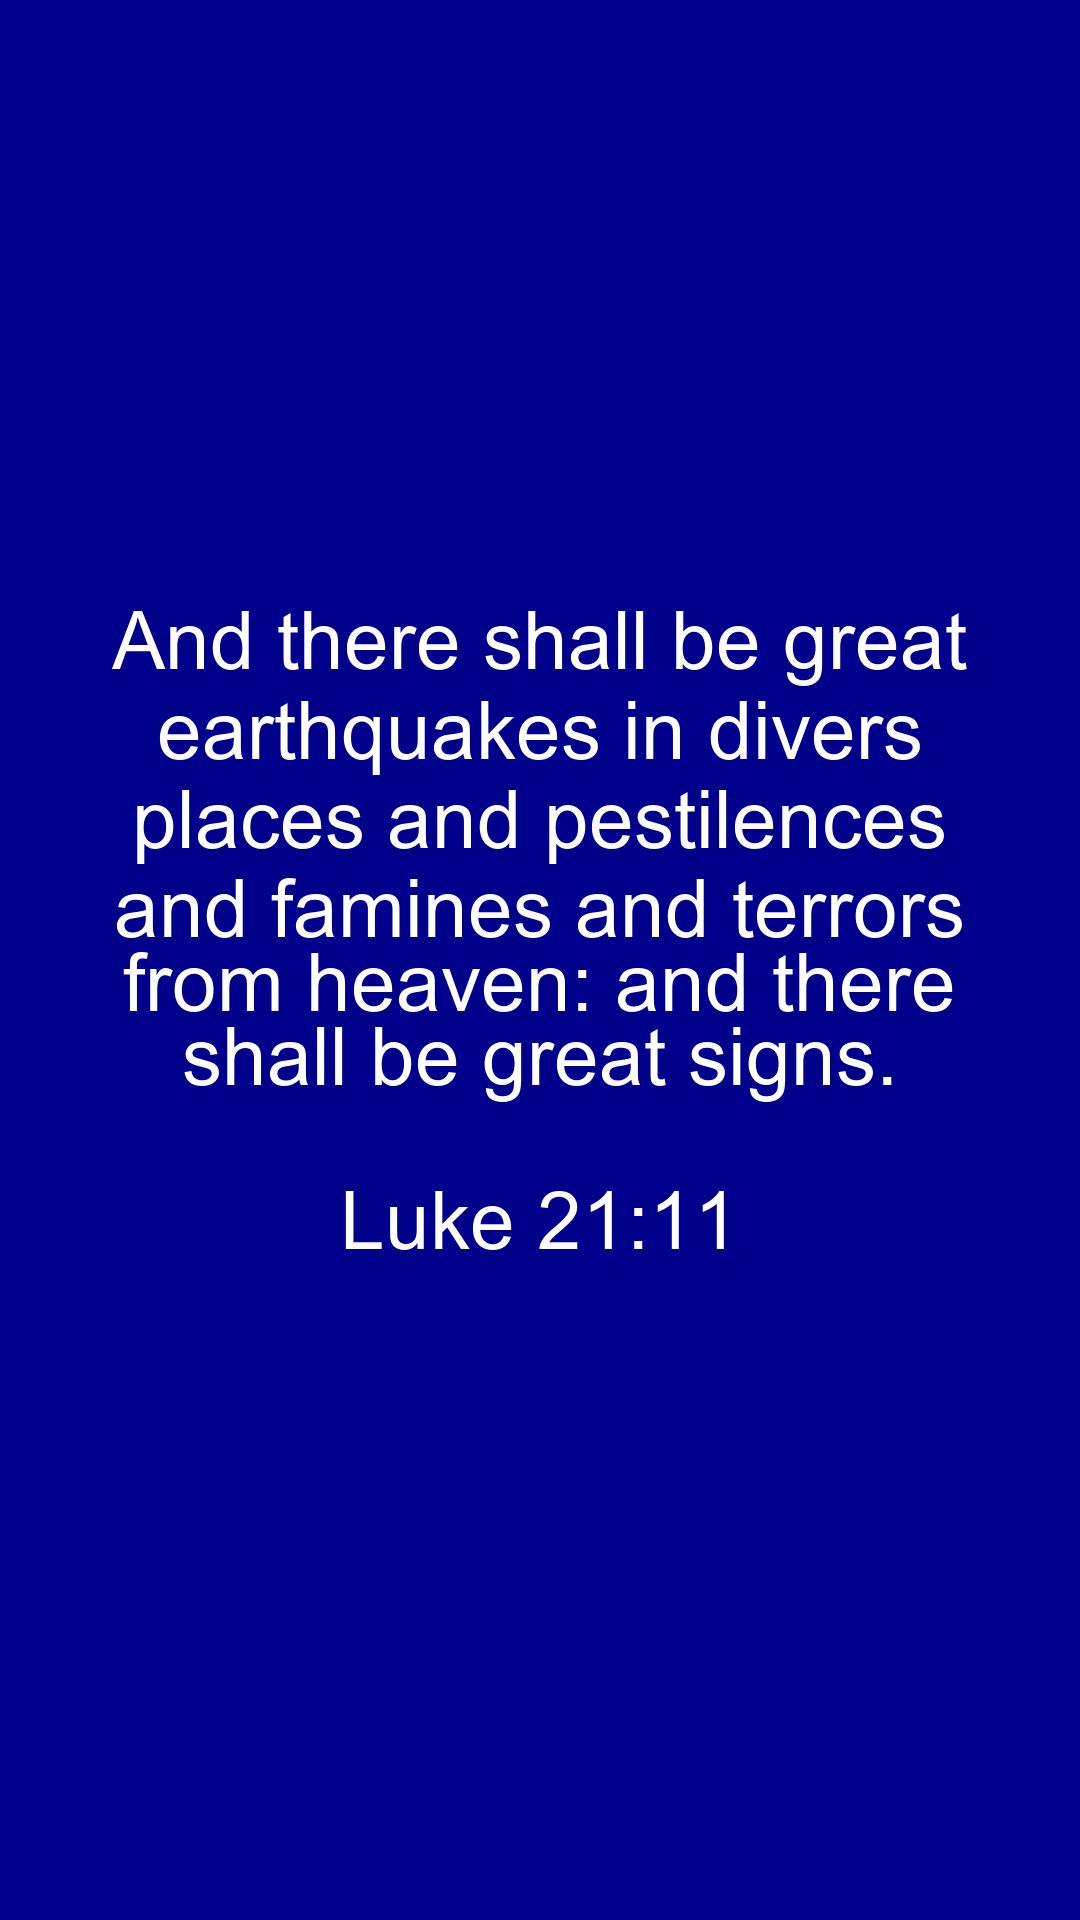 And there shall be great
earthquakes in divers
places and pestilences
and famines and terrors
from heaven: and there
shall be great signs.
Luke 21:11